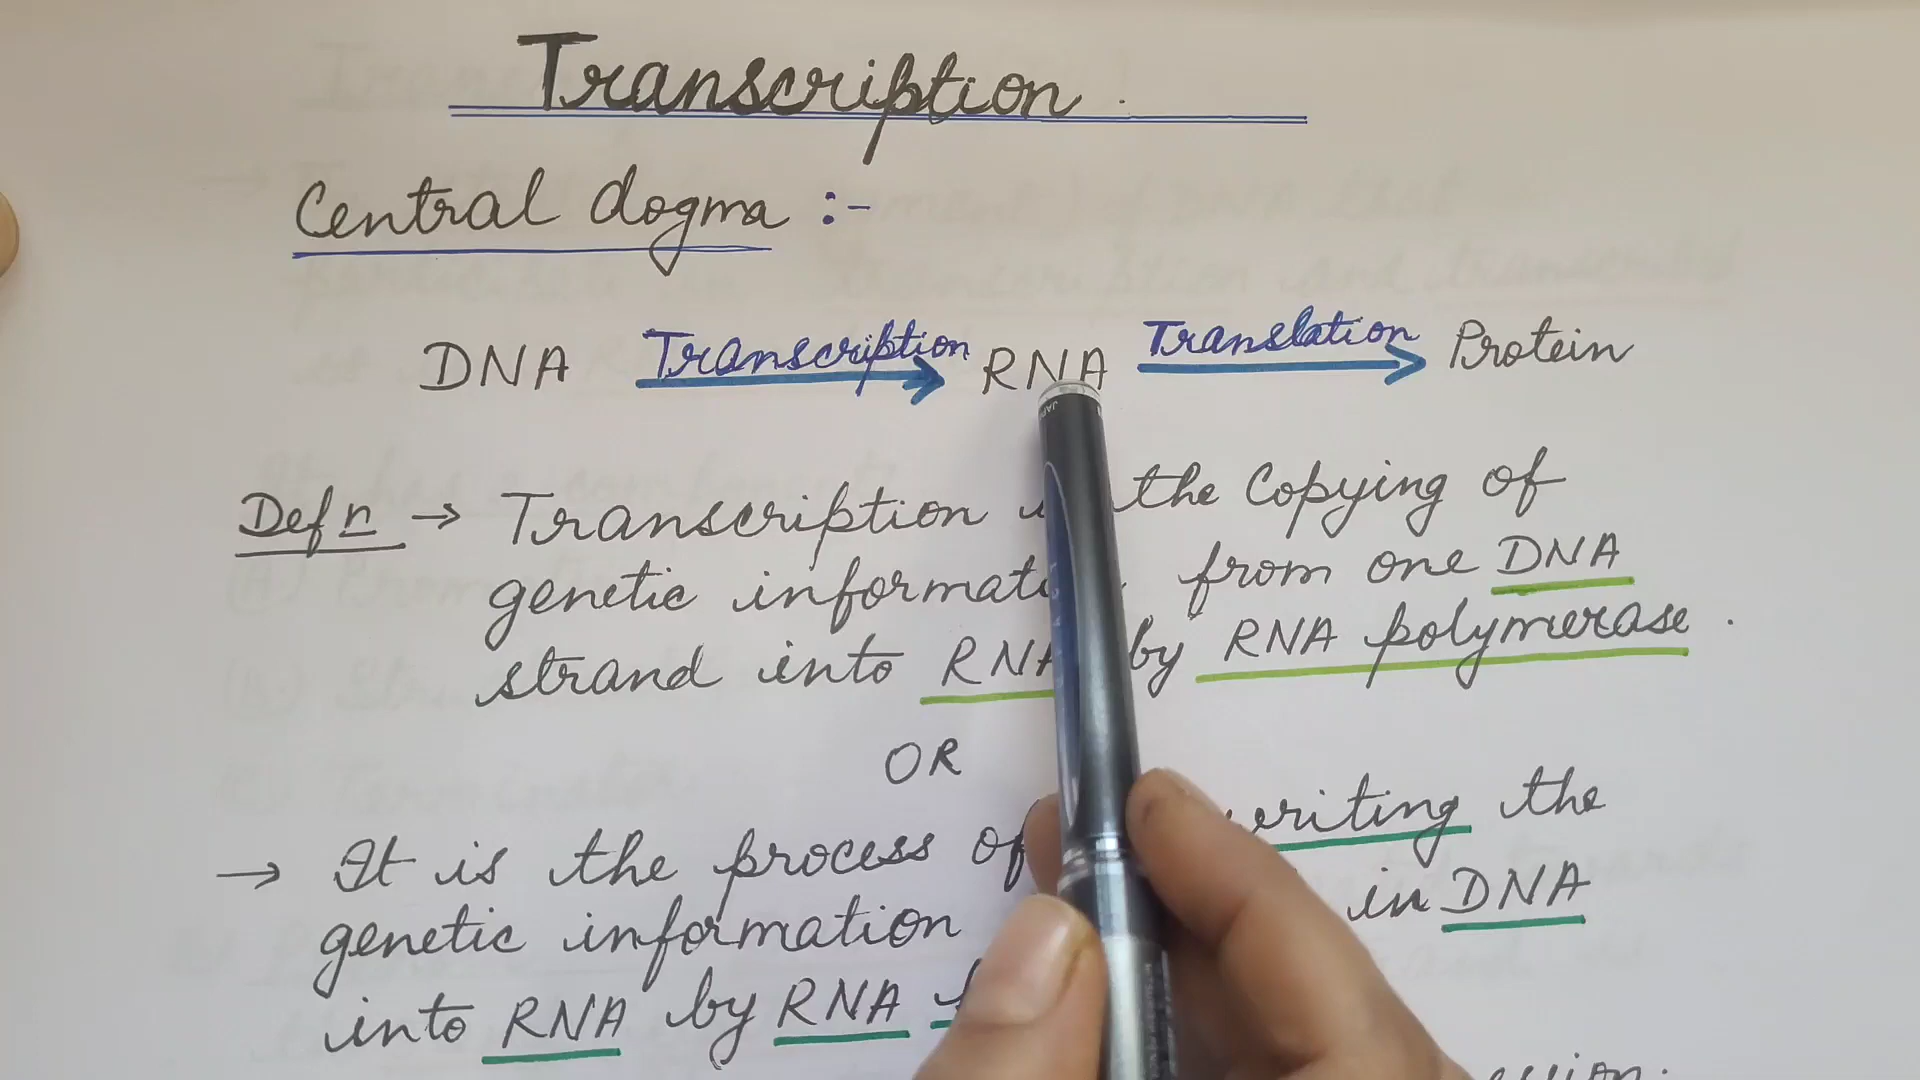 Transcription.
Central dogma :-
DNA Transcription RNA Translation Protein
Defn → Transcription the Copying of
genetic from one DNA
strand into RNA by RNA polymerase.
OR
→ It is the process of writing the
genetic information in DNA
into RNA by RNA